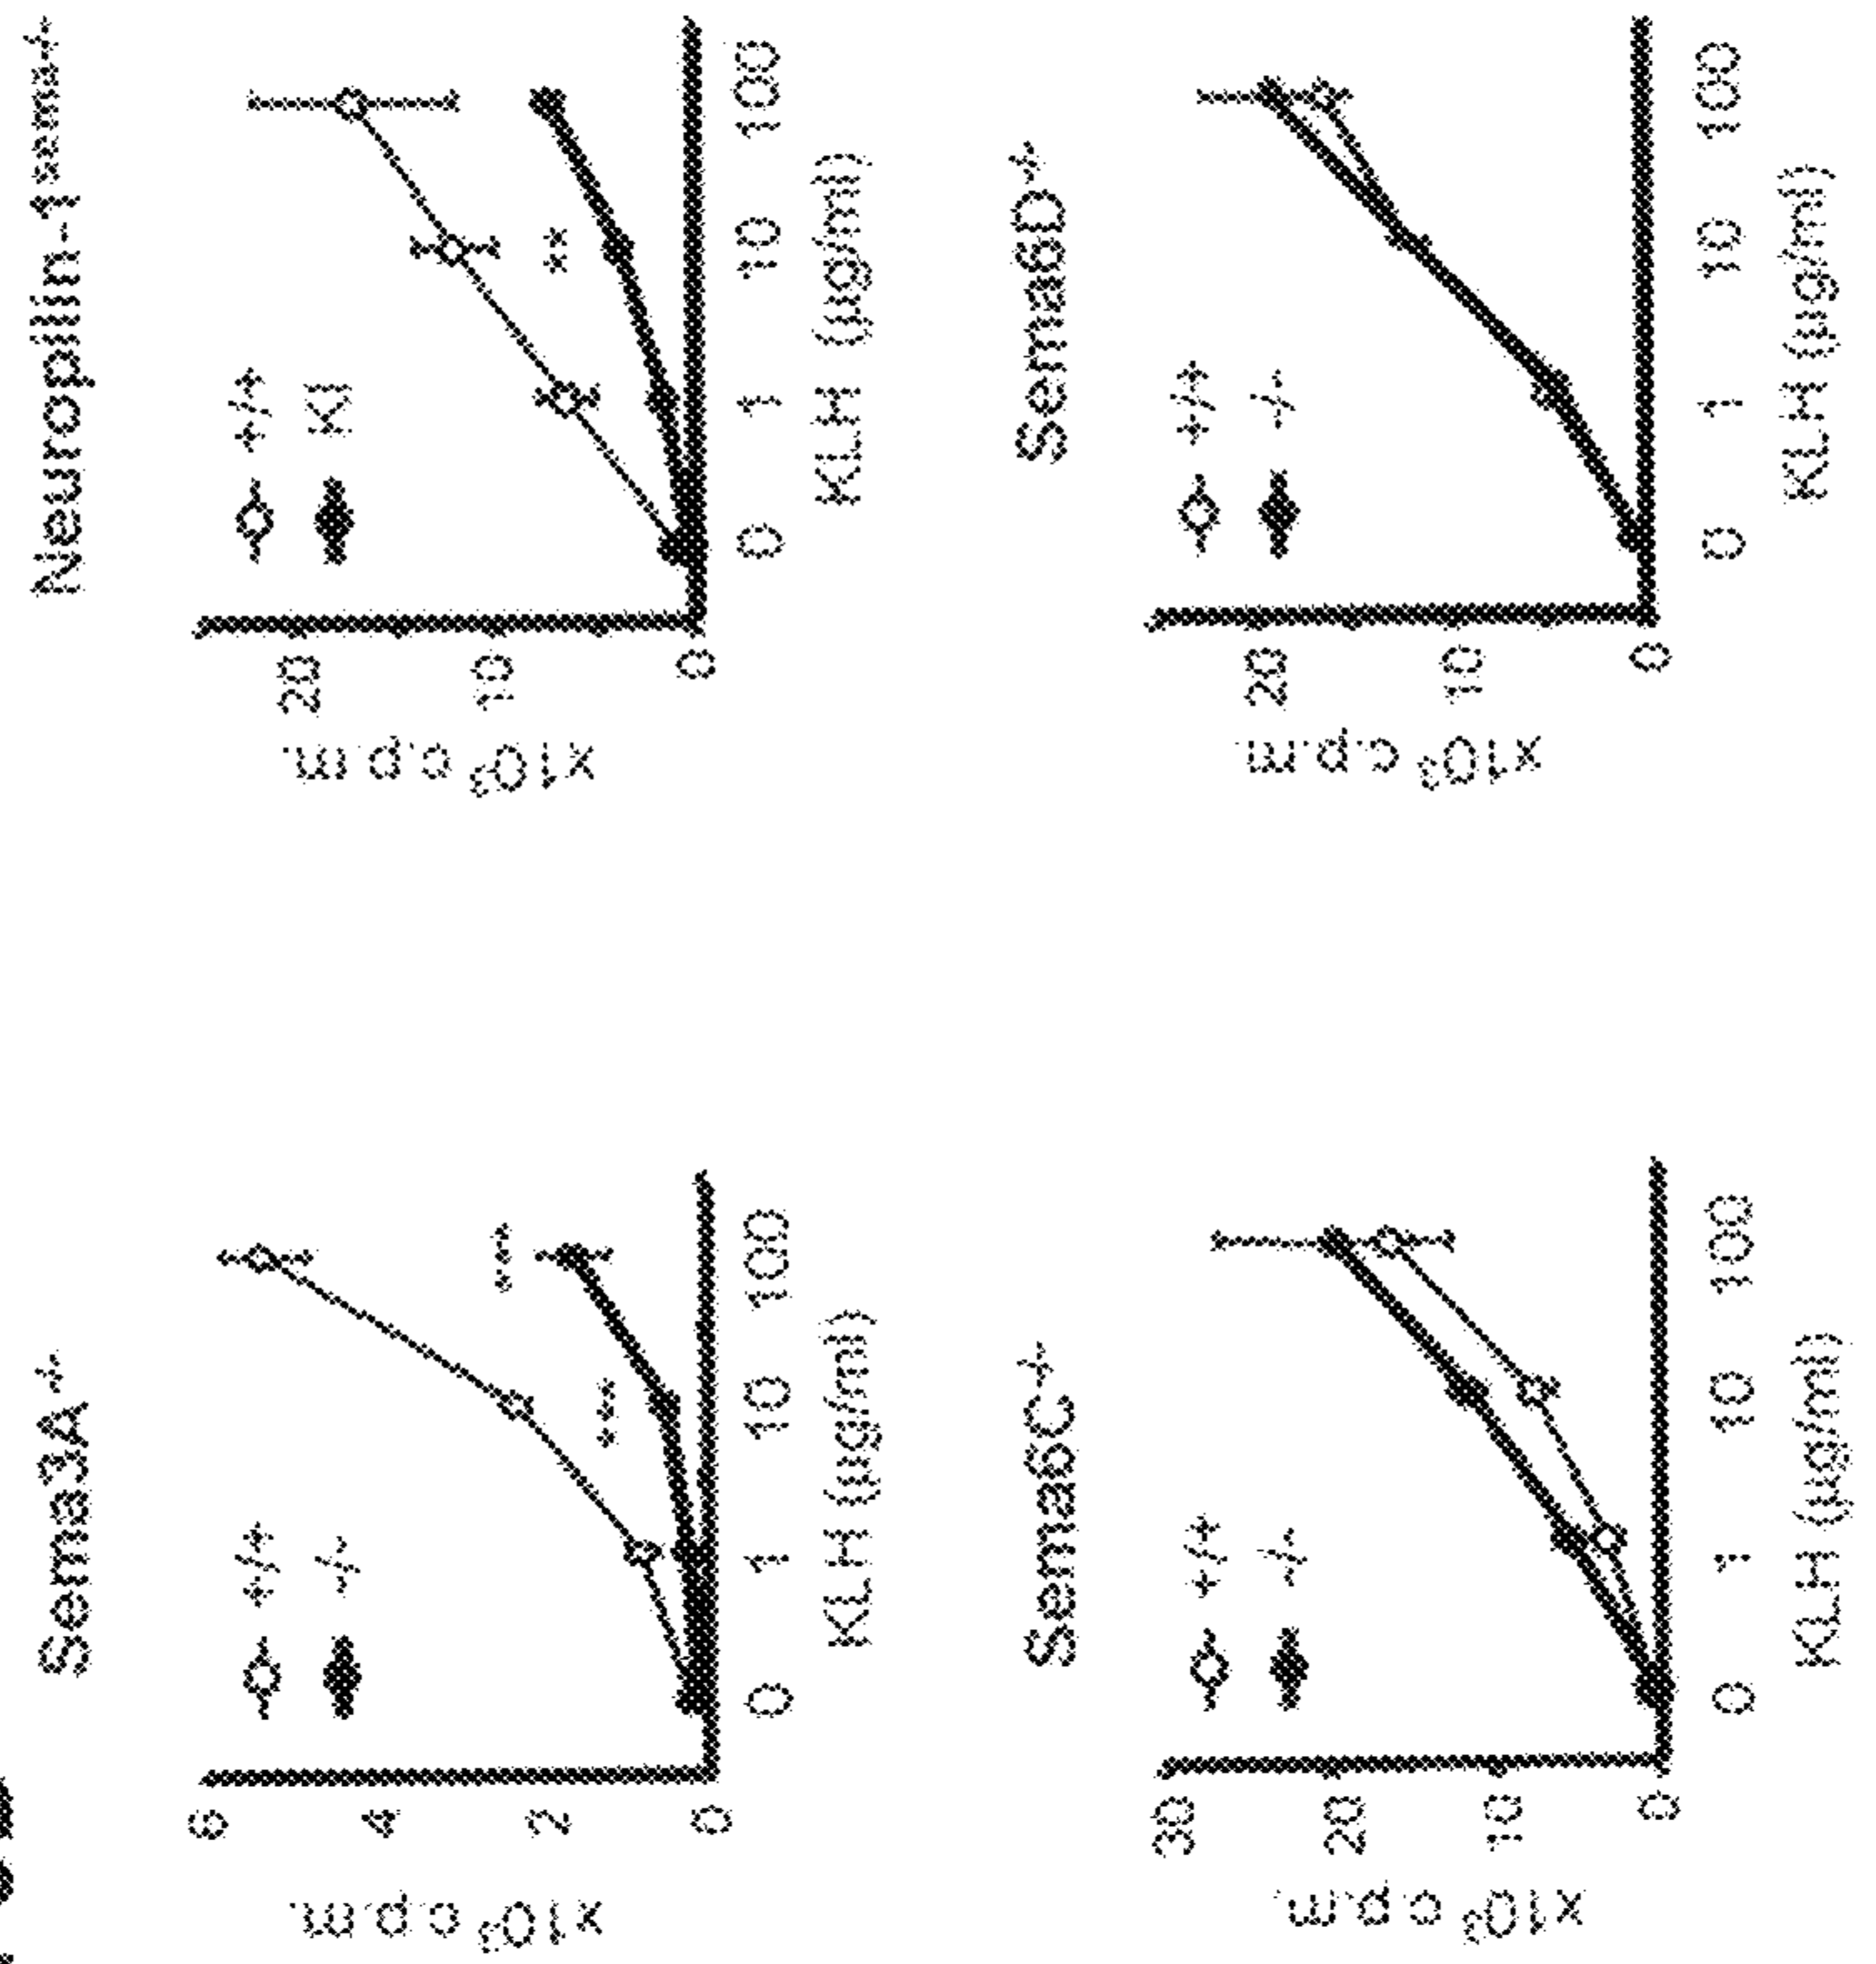 Sema3A-/-
x10³ c.p.m.
6
4
2
0
+/+
-/-
0
1
10
100
KLH (µg/ml)
Neuropilin-1 sema-
x10³ c.p.m.
20
10
0
+/+
KI
**
0
1
10
100
KLH (µg/ml)
Sema6C-/-
x10³ c.p.m.
30
20
10
0
+/+
-/-
0
1
10
100
KLH (µg/ml)
Sema6D-/-
x10³ c.p.m.
20
10
0
+/+
-/-
0
1
10
100
KLH (µg/ml)